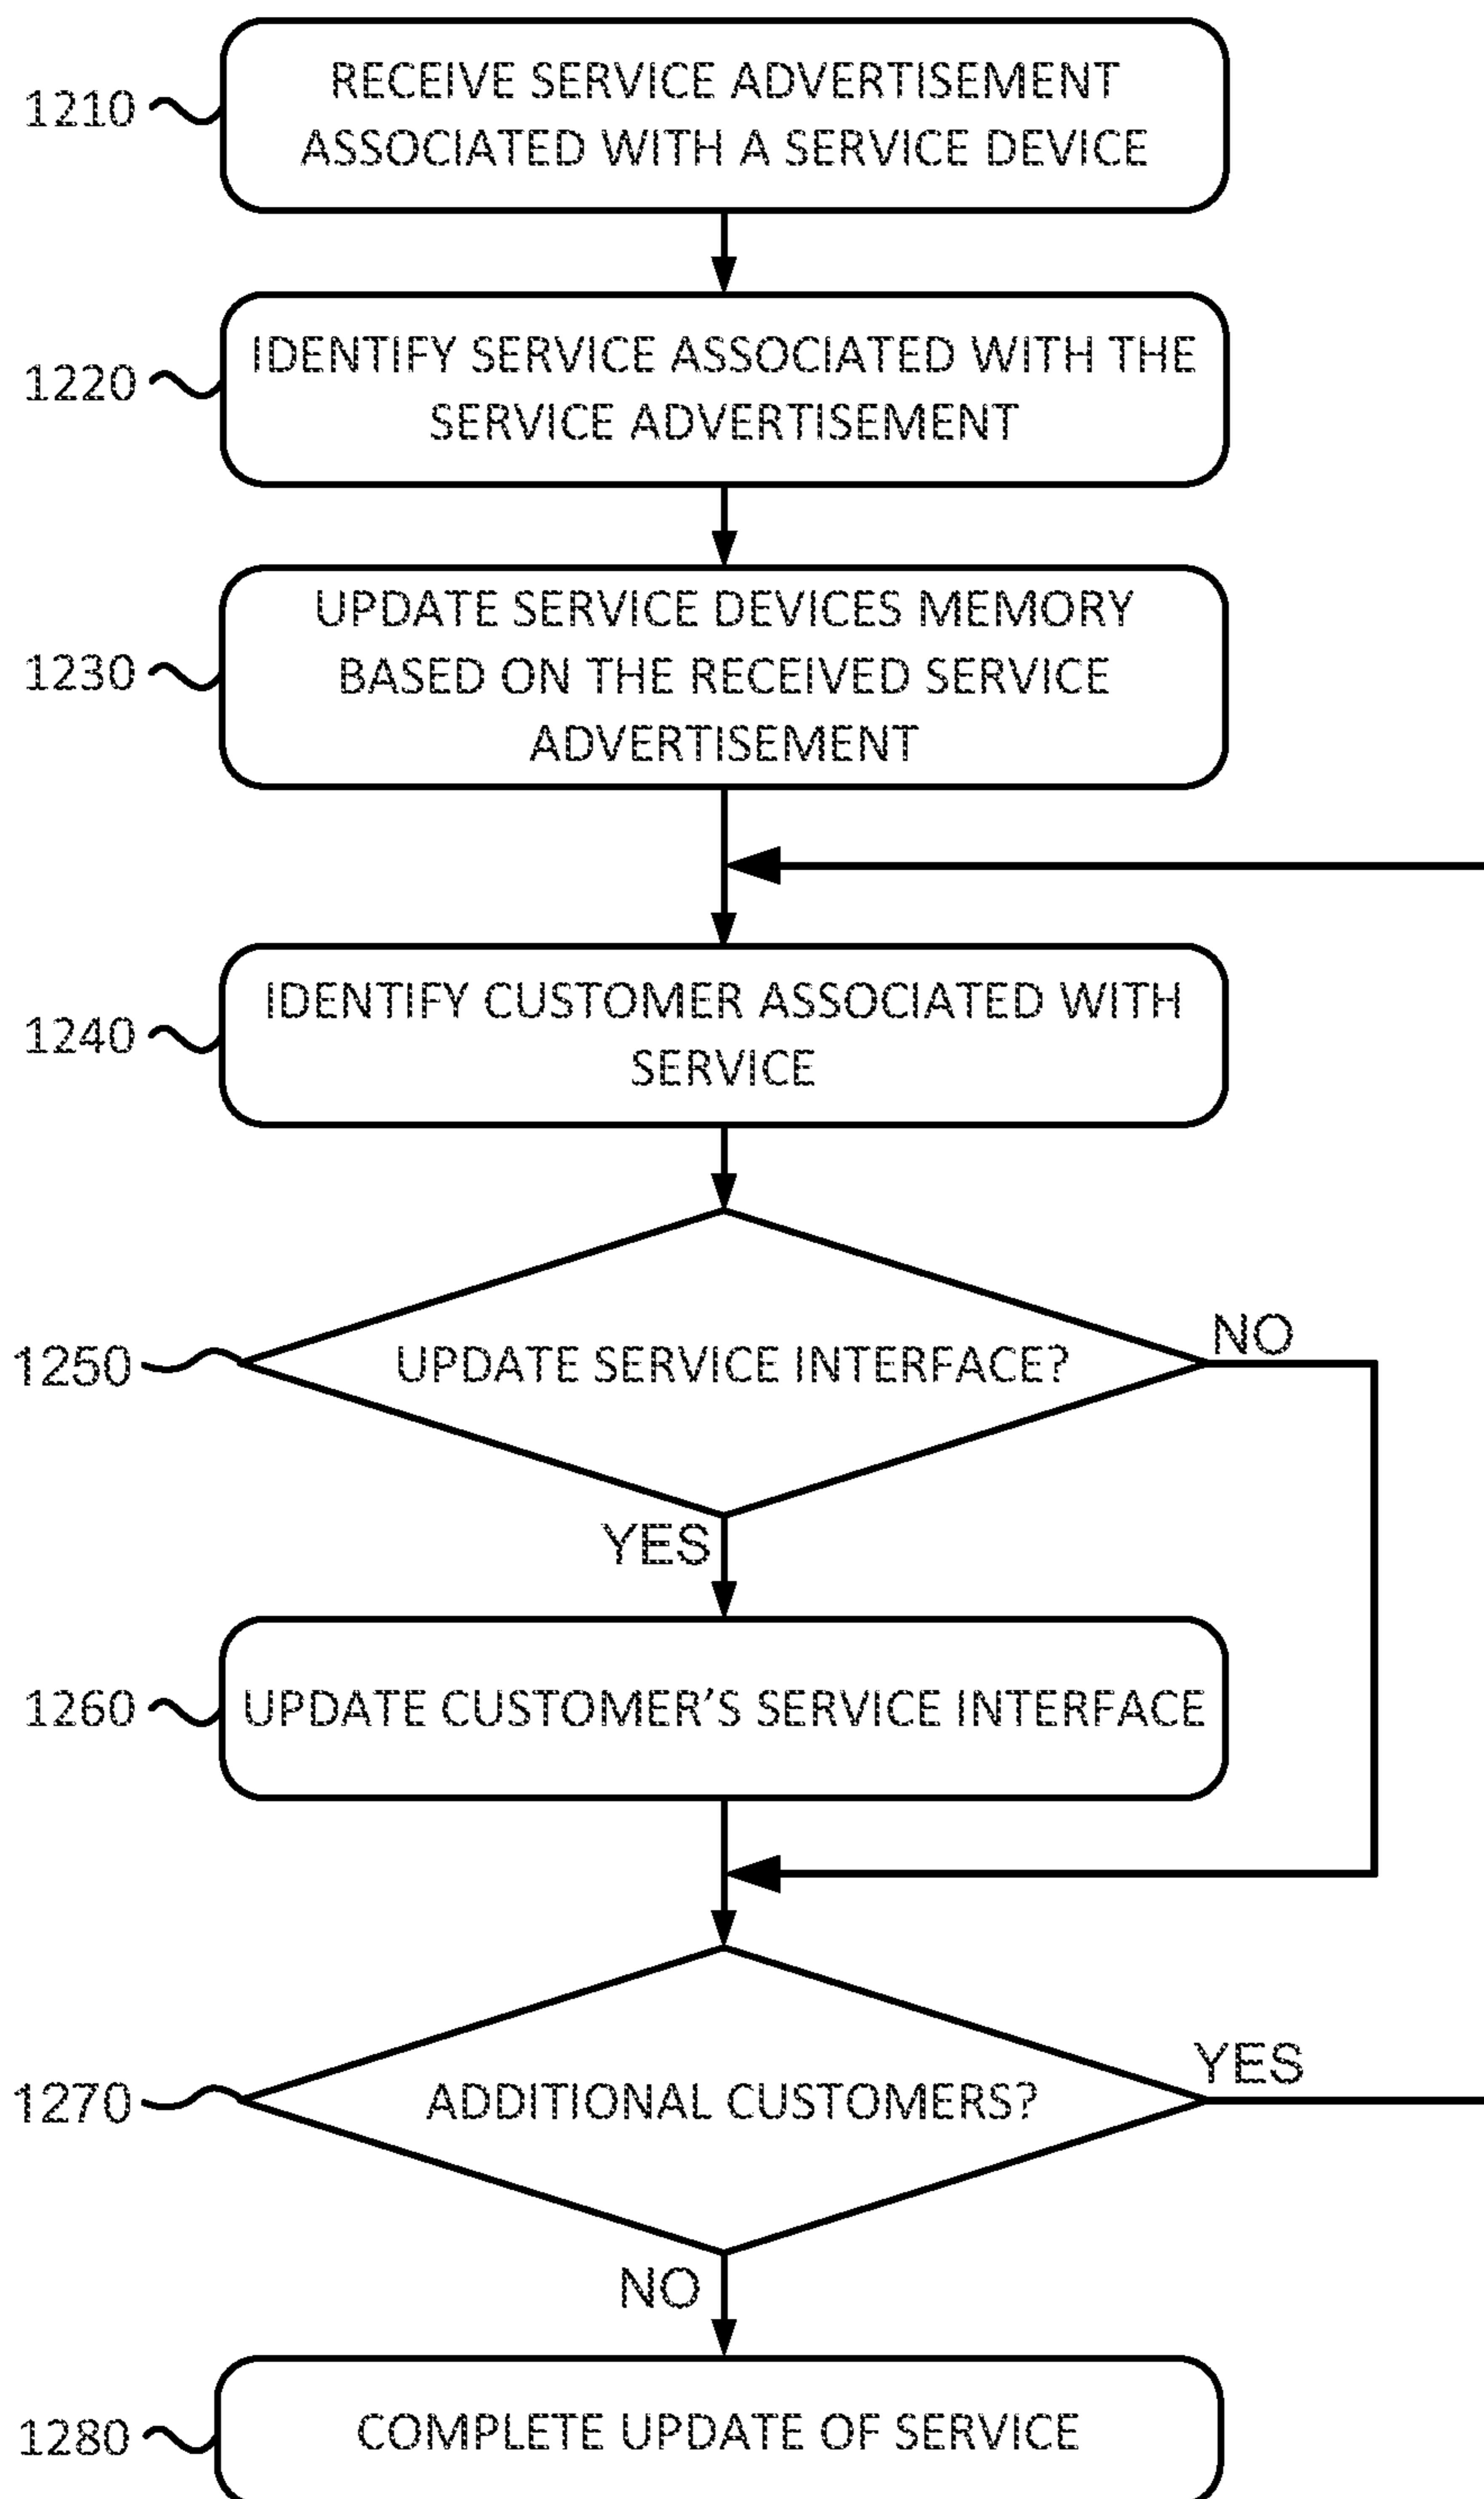 1210
RECEIVE SERVICE ADVERTISEMENT
ASSOCIATED WITH A SERVICE DEVICE
1220
IDENTIFY SERVICE ASSOCIATED WITH THE
SERVICE ADVERTISEMENT
1230
UPDATE SERVICE DEVICES MEMORY
BASED ON THE RECEIVED SERVICE
ADVERTISEMENT
1240
IDENTIFY CUSTOMER ASSOCIATED WITH
SERVICE
1250
UPDATE SERVICE INTERFACE?
NO
YES
1260
UPDATE CUSTOMER’S SERVICE INTERFACE
1270
ADDITIONAL CUSTOMERS?
YES
NO
1280
COMPLETE UPDATE OF SERVICE